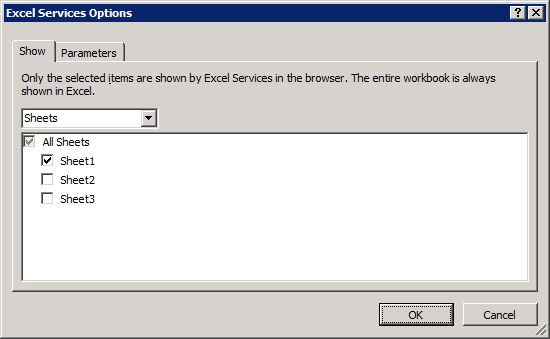 Excel Services Options
Show
Parameters
Only the selected items are shown by Excel Services in the browser. The entire workbook is always
shown in Excel.
Sheets
All Sheets
Sheet1
Sheet2
Sheet3
OK
Cancel